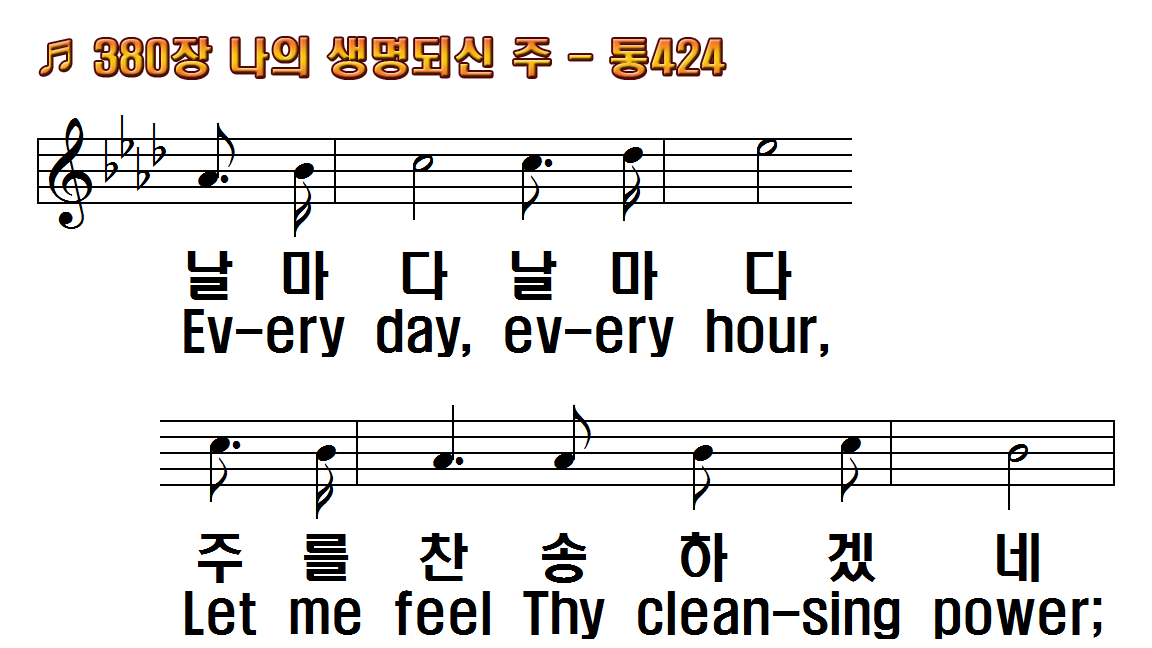 ♬ 380장 나의 생명되신 주 - 통424
날 마 다 날 마 다
Ev-ery day, ev-ery hour,
주 를 찬 송 하 겠 네
Let me feel Thy clean-sing power;